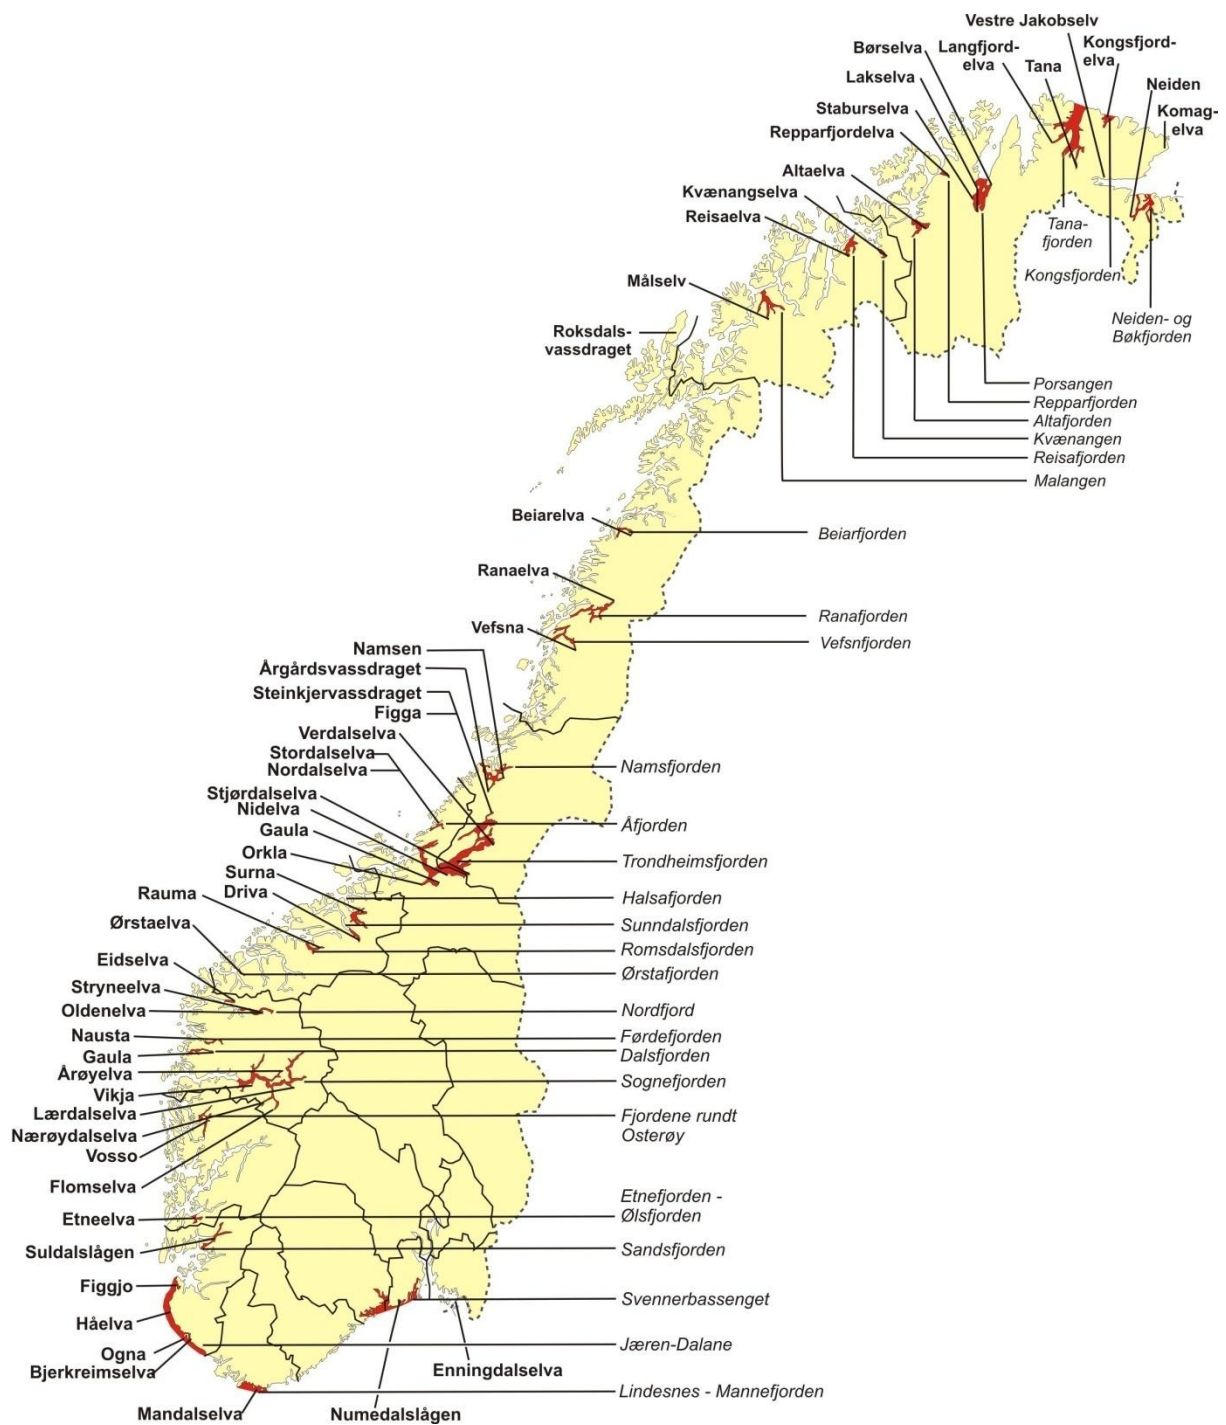 Vestre Jakobselv
Børselva
Langfjord-
elva
Kongsfjord-
elva
Lakselva
Tana
Neiden
Staburselva
Komag-
elva
Repparfjordelva
Altaelva
Kvænangselva
Reisaelva
Tana-
fjorden
Kongsfjorden
Målselv
Neiden- og
Bøkfjorden
Roksdals-
vassdraget
Porsangen
Repparfjorden
Altafjorden
Kvænangen
Reisafjorden
Malangen
Beiarelva
Beiarfjorden
Ranaelva
Ranafjorden
Vefsna
Vefsnfjorden
Namsen
Årgårdsvassdraget
Steinkjervassdraget
Figga
Verdalselva
Stordalselva
Nordalselva
Namsfjorden
Stjørdalselva
Nidelva
Gaula
Åfjorden
Orkla
Trondheimsfjorden
Surna
Driva
Rauma
Halsafjorden
Ørstaelva
Sunndalsfjorden
Romsdalsfjorden
Eidselva
Ørstafjorden
Stryneelva
Oldenelva
Nordfjord
Nausta
Førdefjorden
Gaula
Dalsfjorden
Årøyelva
Sognefjorden
Vikja
Lærdalselva
Fjordene rundt
Osterøy
Nærøydalselva
Vosso
Flomselva
Etnefjorden -
Ølsfjorden
Etneelva
Suldalslågen
Sandsfjorden
Figgjo
Svennerbassenget
Håelva
Ogna
Jæren-Dalane
Bjerkreimselva
Enningdalselva
Lindesnes - Mannefjorden
Mandalselva
Numedalslågen